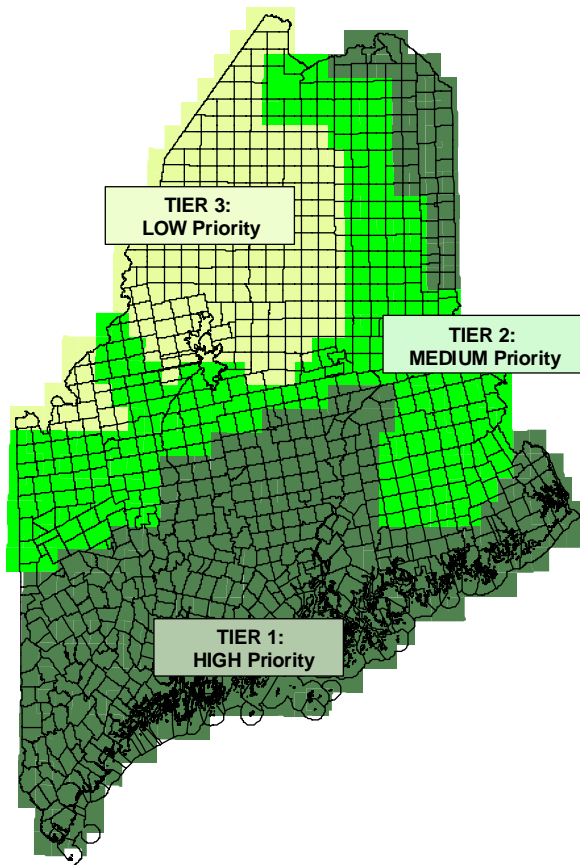 TIER 3:
LOW Priority
TIER 2:
MEDIUM Priority
TIER 1:
HIGH Priority